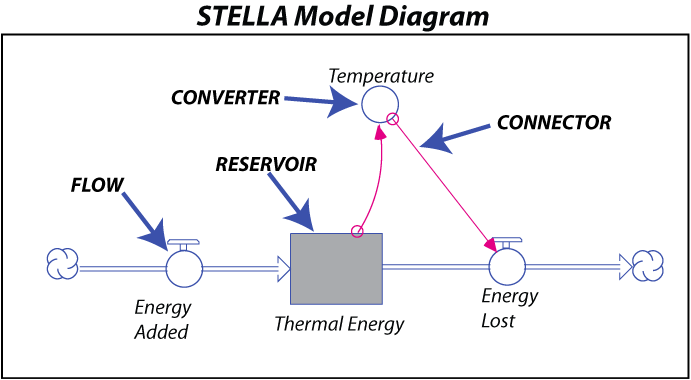 STELLA Model Diagram
Temperature
CONVERTER
CONNECTOR
RESERVOIR
FLOW
Energy
Added
Thermal Energy
Energy
Lost